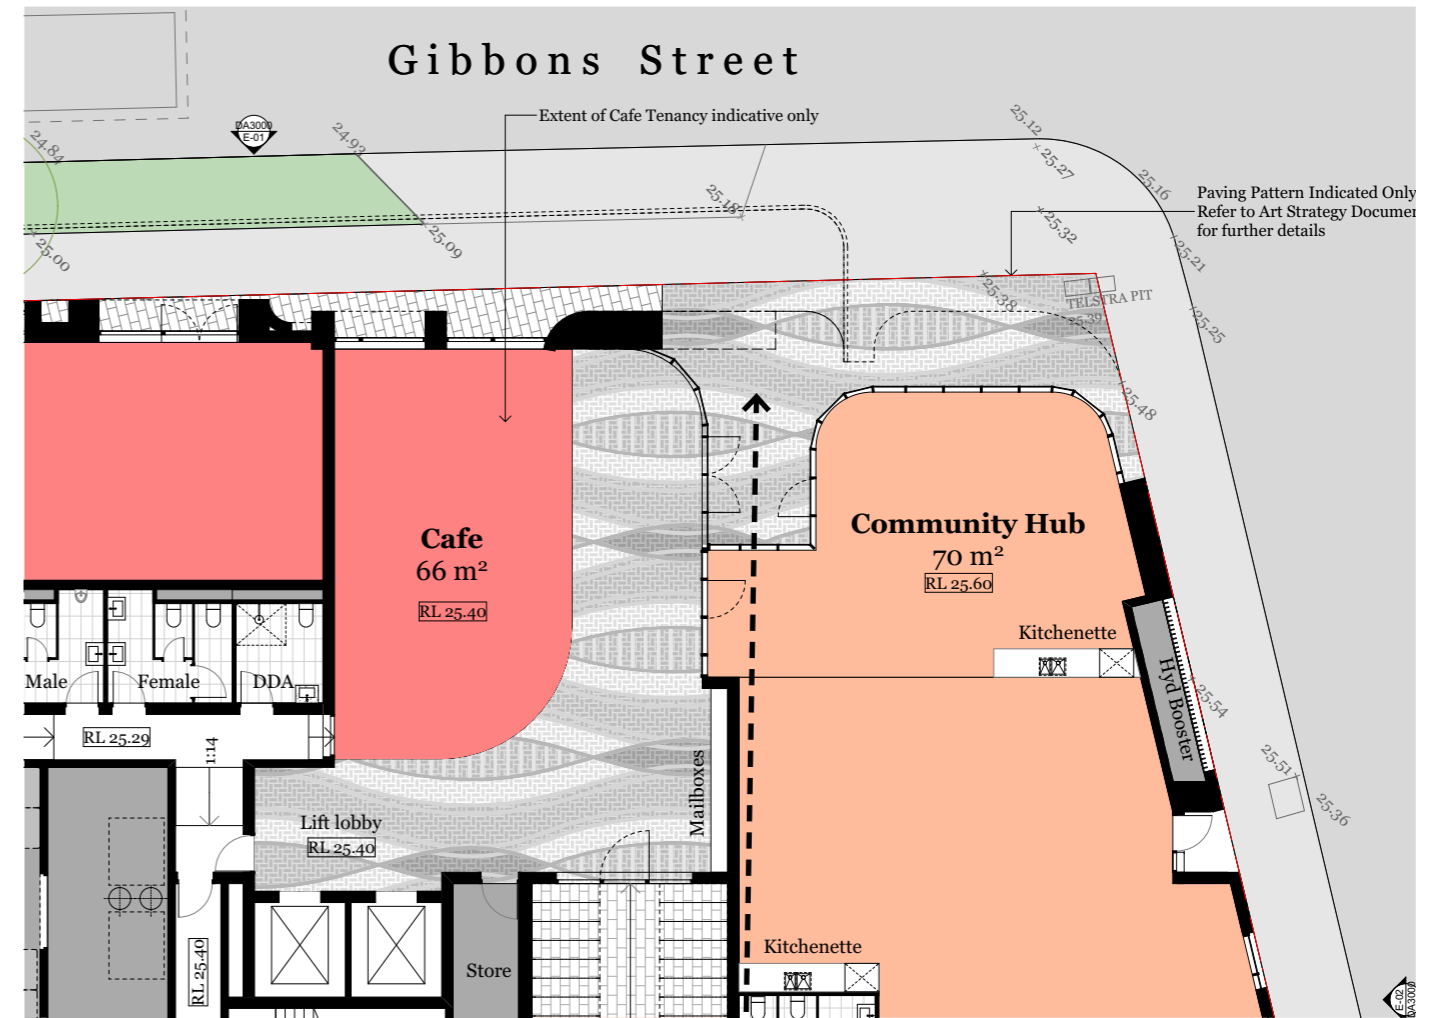 Gibbons Street
Extent of Cafe Tenancy indicative only
DA3000
E-01
24.84
24.93
25.12
25.27
25.16
25.18
25.32
Paving Pattern Indicated Only
Refer to Art Strategy Documen
for further details
25.00
25.09
25.21
25.38
TELSTRA PIT
25.39
25.25
25.48
Cafe
66 m²
RL 25.40
Community Hub
70 m²
RL 25.60
Kitchenette
Male
Female
DDA
Hyd Booster
25.54
RL 25.29
1:14
Mailboxes
25.51
25.36
Lift lobby
RL 25.40
Kitchenette
Store
RL 25.40
E-02
DA3000